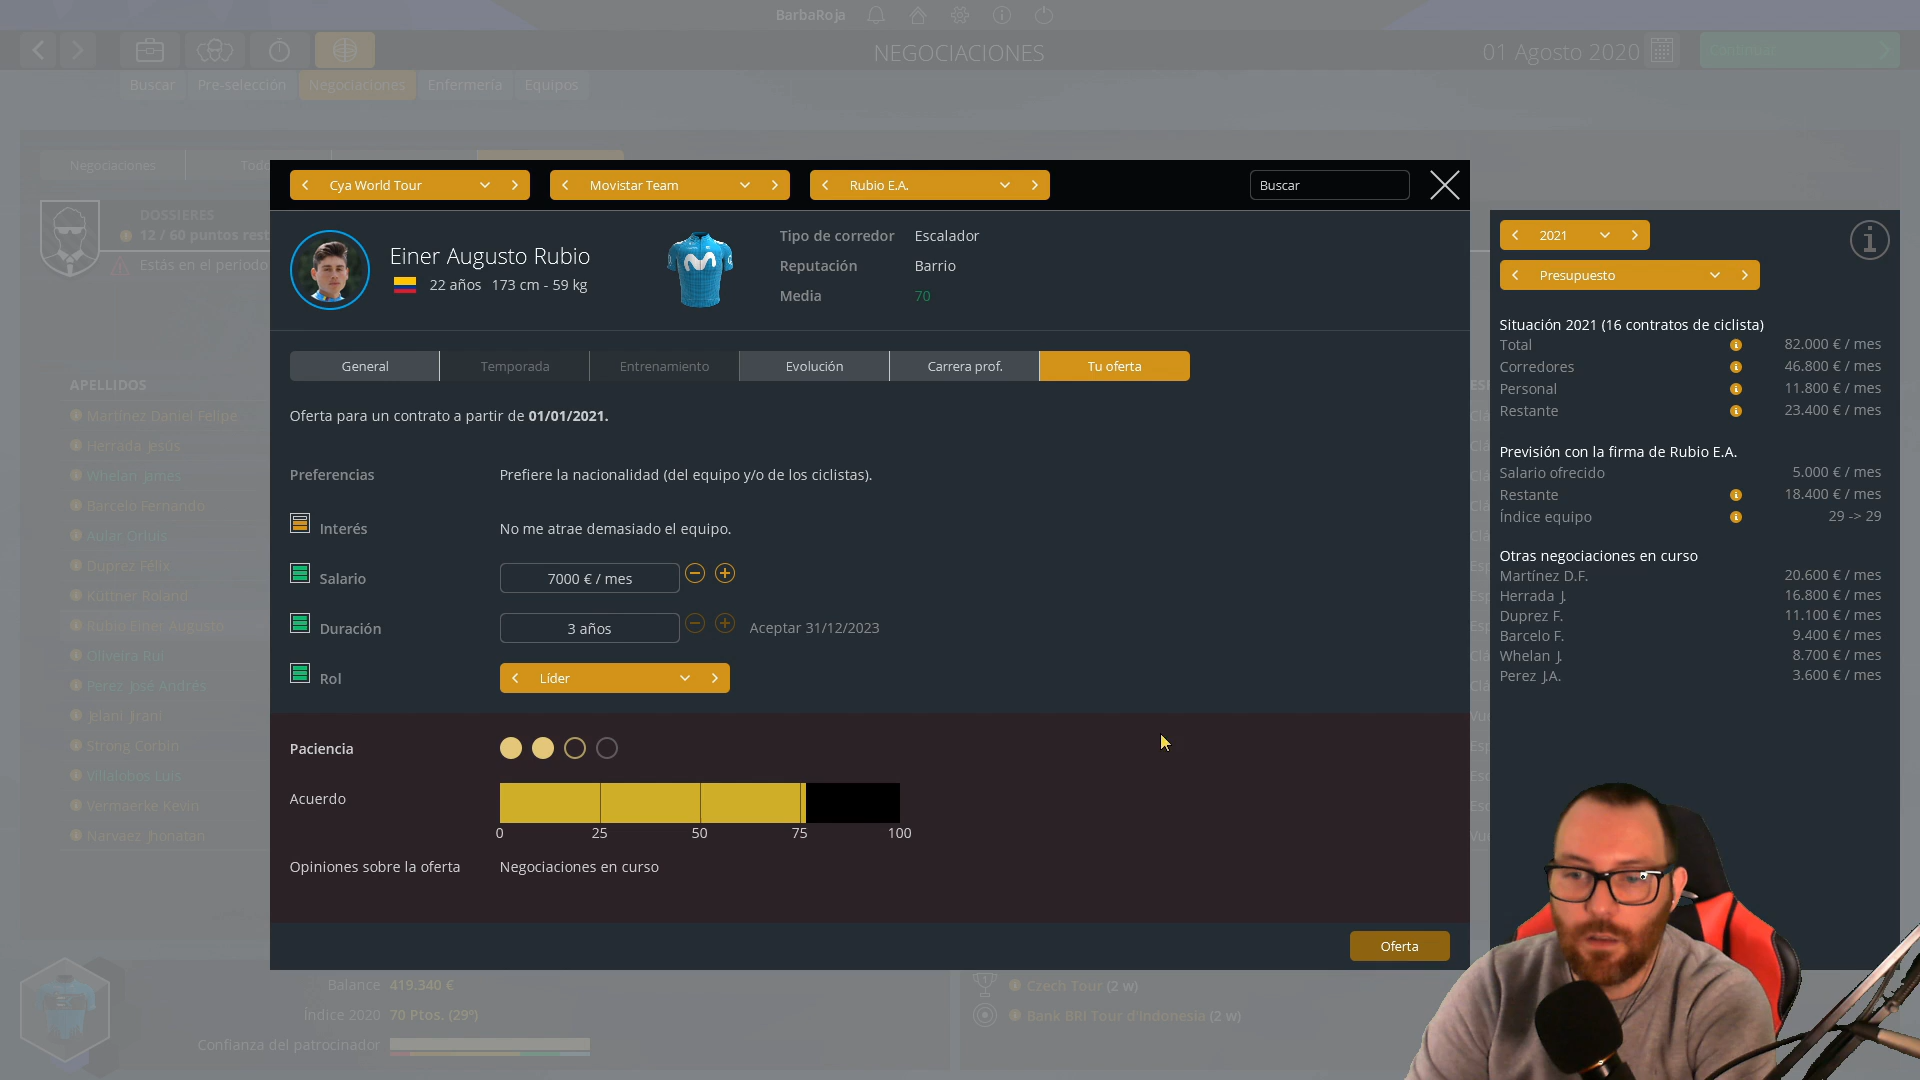 BarbaRoja
NEGOCIACIONES
01 Agosto 2020
Continuar
Buscar
Pre-selección
Negociaciones
Enfermería
Equipos
Negociaciones
DOSSIERES
12 / 60 puntos rest
Estás en el periodo
APELLIDOS
Martínez Daniel Felipe
Herrada Jesús
Whelan James
Barcelo Fernando
Aular Orluis
Duprez Félix
Küttner Roland
Rubio Einer Augusto
Oliveira Rui
Perez José Andrés
Jelani Jirani
Strong Corbin
Villalobos Luis
Vermaerke Kevin
Narvaez Jhonatan
Cya World Tour
Movistar Team
Rubio E.A.
Buscar
Einer Augusto Rubio
22 años 173 cm - 59 kg
Tipo de corredor Escalador
Reputación Barrio
Media 70
General
Temporada
Entrenamiento
Evolución
Carrera prof.
Tu oferta
Oferta para un contrato a partir de 01/01/2021.
Preferencias Prefiere la nacionalidad (del equipo y/o de los ciclistas).
Interés No me atrae demasiado el equipo.
Salario 7000 € / mes
Duración 3 años Aceptar 31/12/2023
Rol Líder
Paciencia
Acuerdo
0 25 50 75 100
Opiniones sobre la oferta Negociaciones en curso
Oferta
2021
Presupuesto
Situación 2021 (16 contratos de ciclista)
Total 82.000 € / mes
Corredores 46.800 € / mes
Personal 11.800 € / mes
Restante 23.400 € / mes
Previsión con la firma de Rubio E.A.
Salario ofrecido 5.000 € / mes
Restante 18.400 € / mes
Índice equipo 29 -> 29
Otras negociaciones en curso
Martínez D.F. 20.600 € / mes
Herrada J. 16.800 € / mes
Duprez F. 11.100 € / mes
Barcelo F. 9.400 € / mes
Whelan J. 8.700 € / mes
Perez J.A. 3.600 € / mes
Balance 419.340 €
Índice 2020 70 Ptos. (29º)
Confianza del patrocinador
Czech Tour (2 w)
Bank BRI Tour d'Indonesia (2 w)